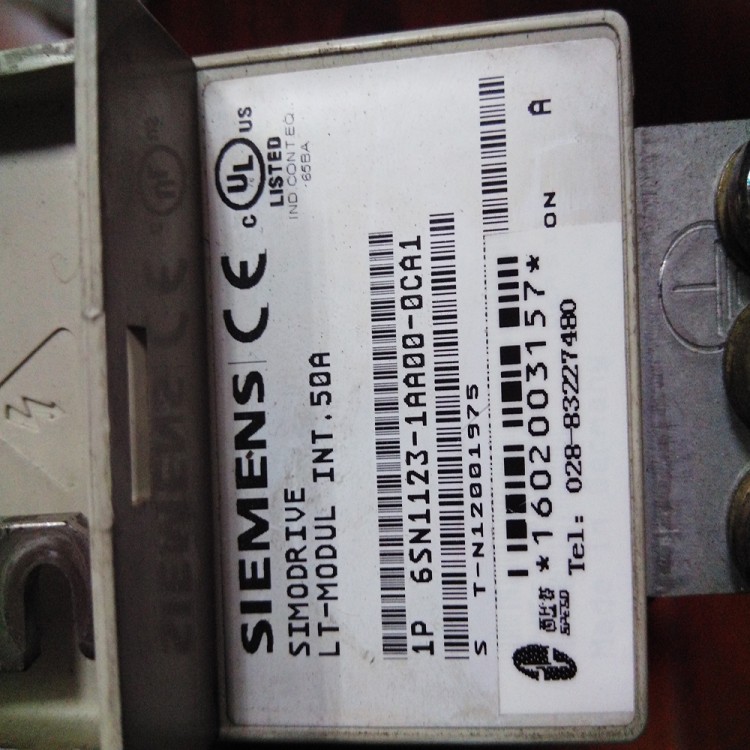 SIEMENS CE
C UL US
LISTED
IND.CONT.EQ.
65BA
SIMODRIVE
LT-MODUL INT.50A
1P 6SN1123-1AA00-0CA1
S T-N12001975
ON
A
*1602003157*
Tel: 028-83227480